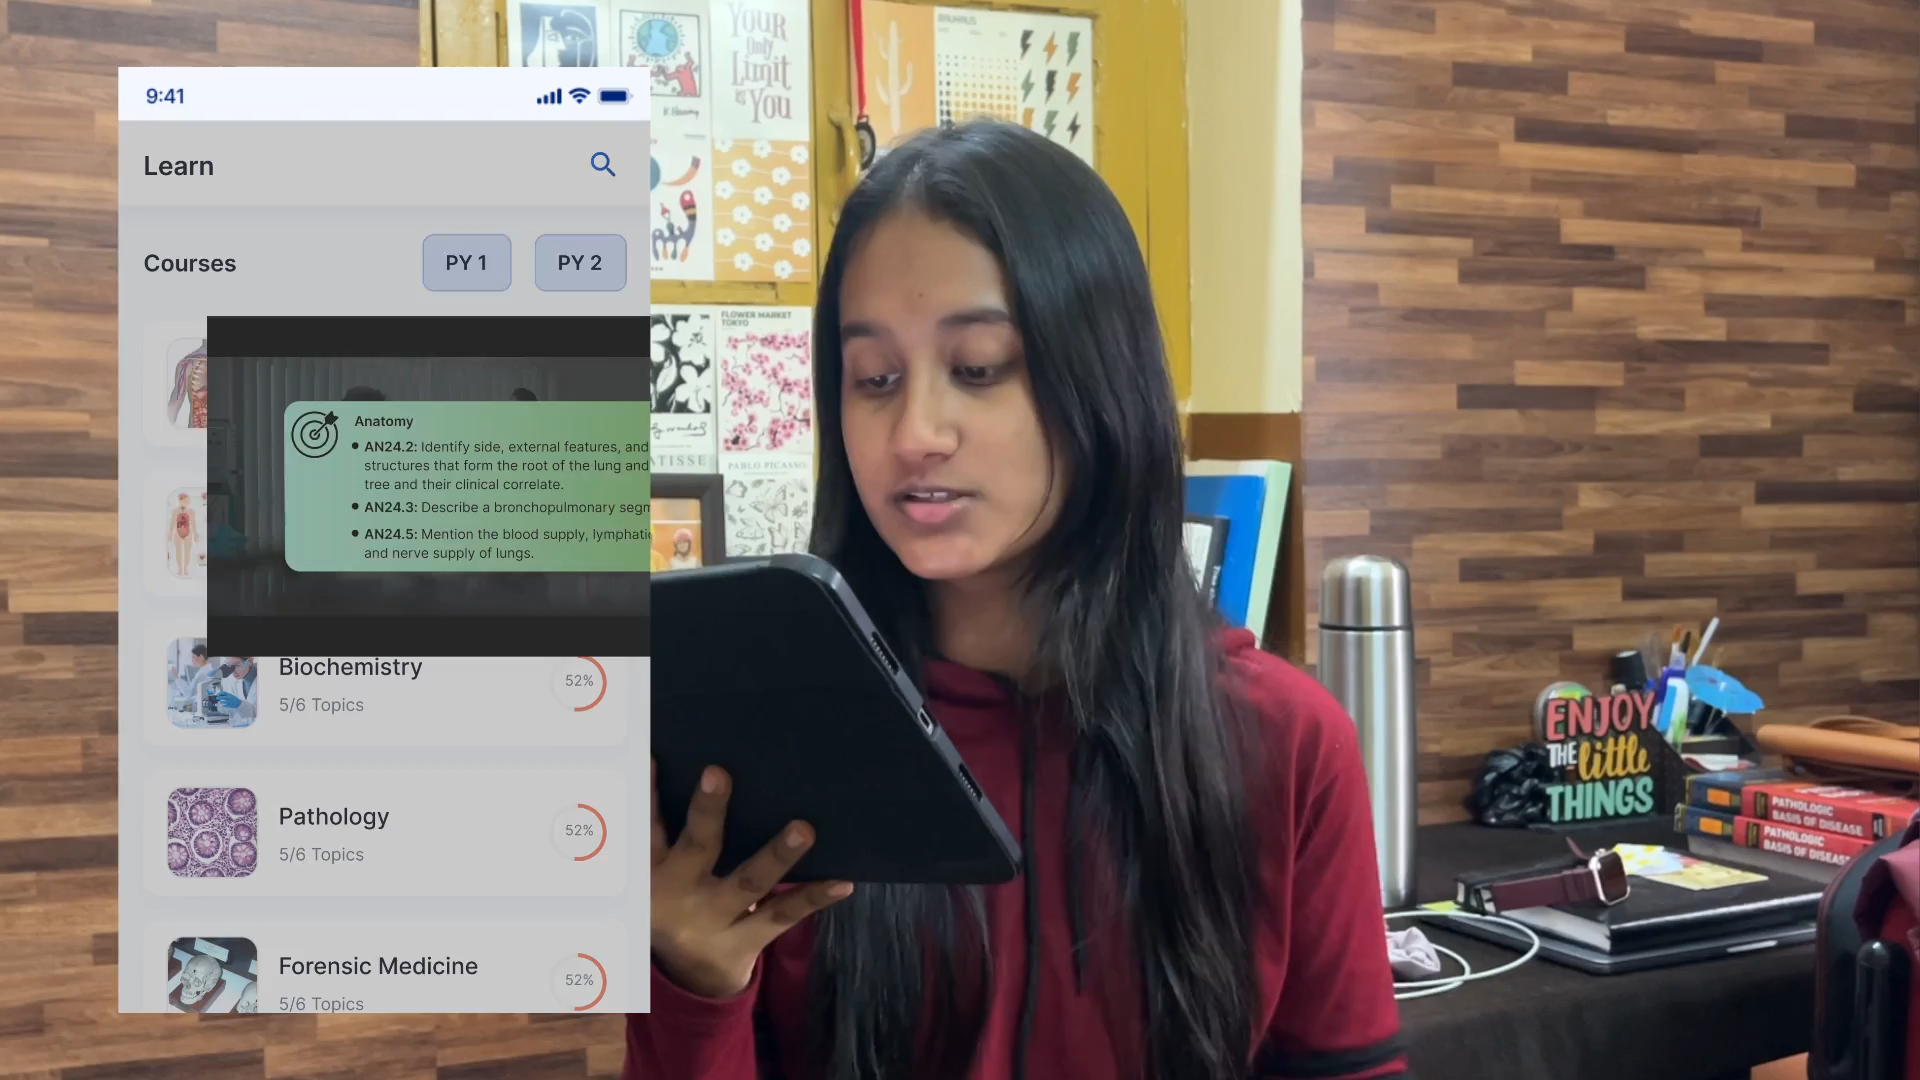 9:41
Learn
Courses
PY 1
PY 2
Anatomy
AN24.2: Identify side, external features, and
structures that form the root of the lung and
tree and their clinical correlate.
AN24.3: Describe a bronchopulmonary segm
AN24.5: Mention the blood supply, lymphatic
and nerve supply of lungs.
Biochemistry
5/6 Topics
52%
Pathology
5/6 Topics
52%
Forensic Medicine
5/6 Topics
52%
YOUR
Only
Limit
is
You
K. Haring
BAUHAUS
FLOWER MARKET
TOKYO
ATISSE
PABLO PICASSO
ENJOY
THE little
THINGS
PATHOLOGIC
BASIS OF DISEASE
PATHOLOGIC
BASIS OF DISEASE